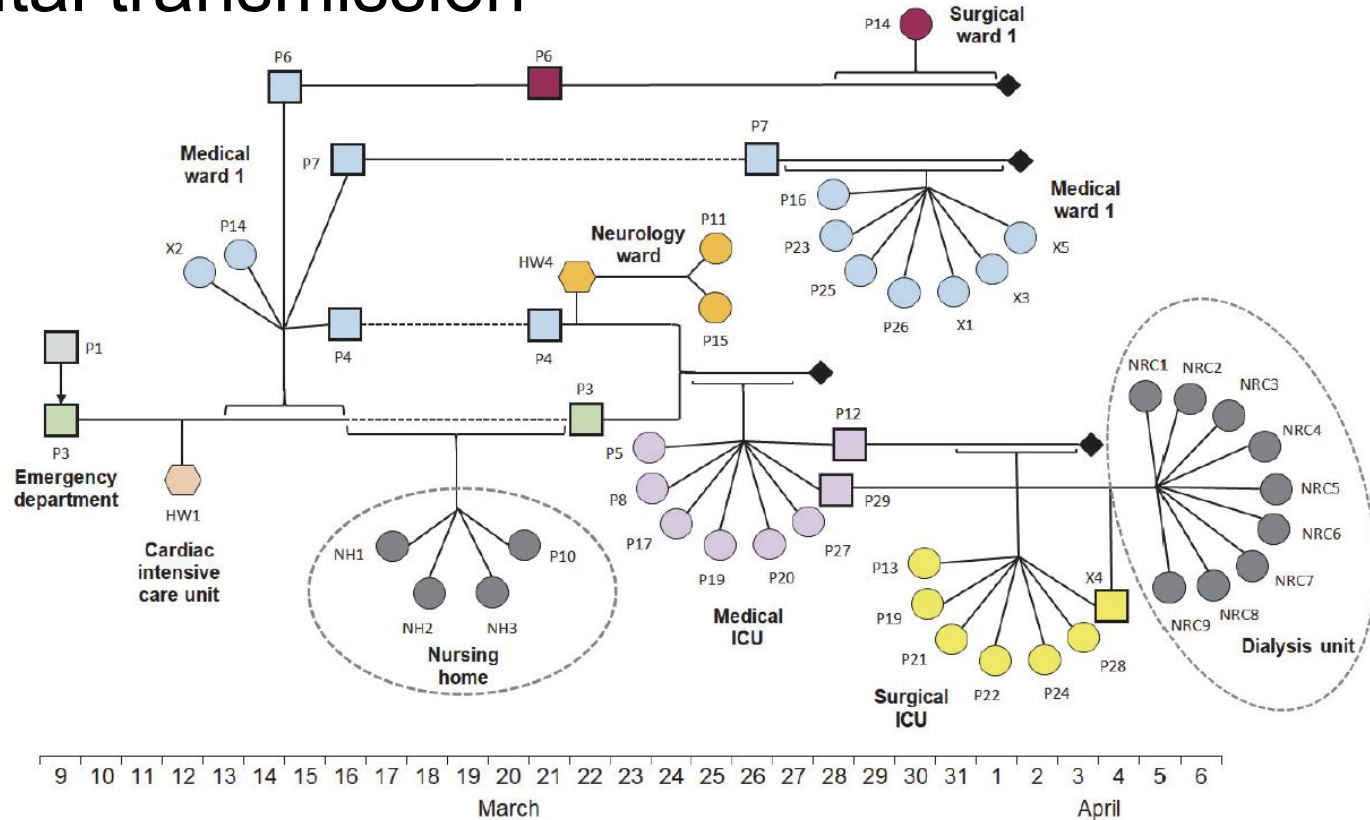 ital transmission
P14
Surgical
ward 1
P6
P6
P7
Medical
ward 1
P7
P16
Medical
ward 1
P14
X2
P11
Neurology
ward
HW4
P23
X5
P25
X3
P26
X1
P15
P1
P4
P4
P3
NRC1
NRC2
NRC3
P12
NRC4
P3
Emergency
department
P5
P8
P29
NRC5
HW1
NRC6
P17
P27
Cardiac
intensive
care unit
NH1
P10
P19
P20
P13
X4
NRC7
NH2
NH3
Medical
ICU
P19
NRC8
NRC9
Nursing
home
P21
P28
Dialysis unit
P22
P24
Surgical
ICU
9 10 11 12 13 14 15 16 17 18 19 20 21 22 23 24 25 26 27 28 29 30 31 1 2 3 4 5 6
March
April